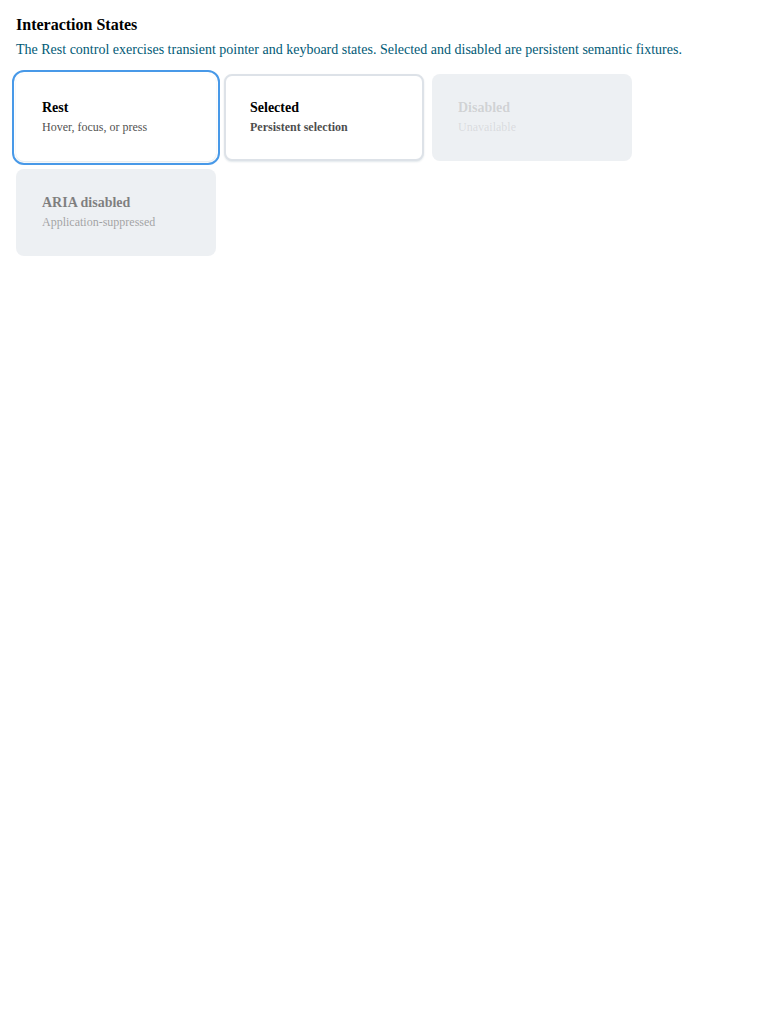 Interaction States
The Rest control exercises transient pointer and keyboard states. Selected and disabled are persistent semantic fixtures.
Rest
Hover, focus, or press
Selected
Persistent selection
Disabled
Unavailable
ARIA disabled
Application-suppressed